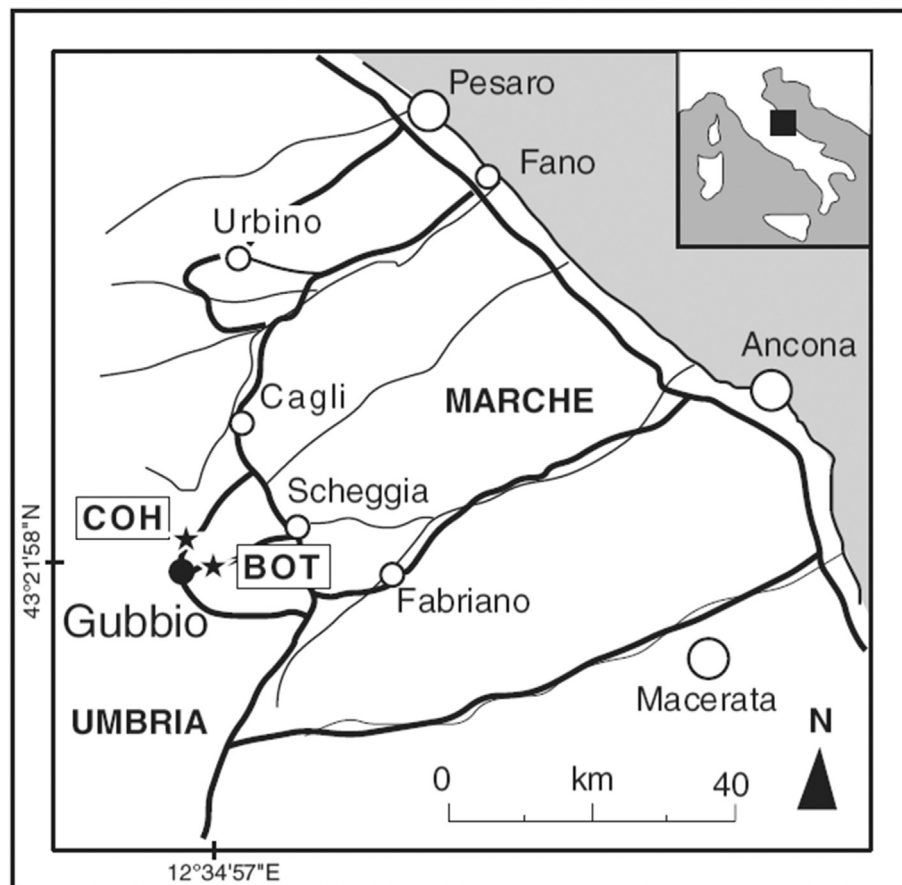 Pesaro
Fano
Urbino
Ancona
Cagli
MARCHE
Scheggia
COH
BOT
43°21'58"N
Fabriano
Gubbio
Macerata
UMBRIA
N
0 km 40
12°34'57"E